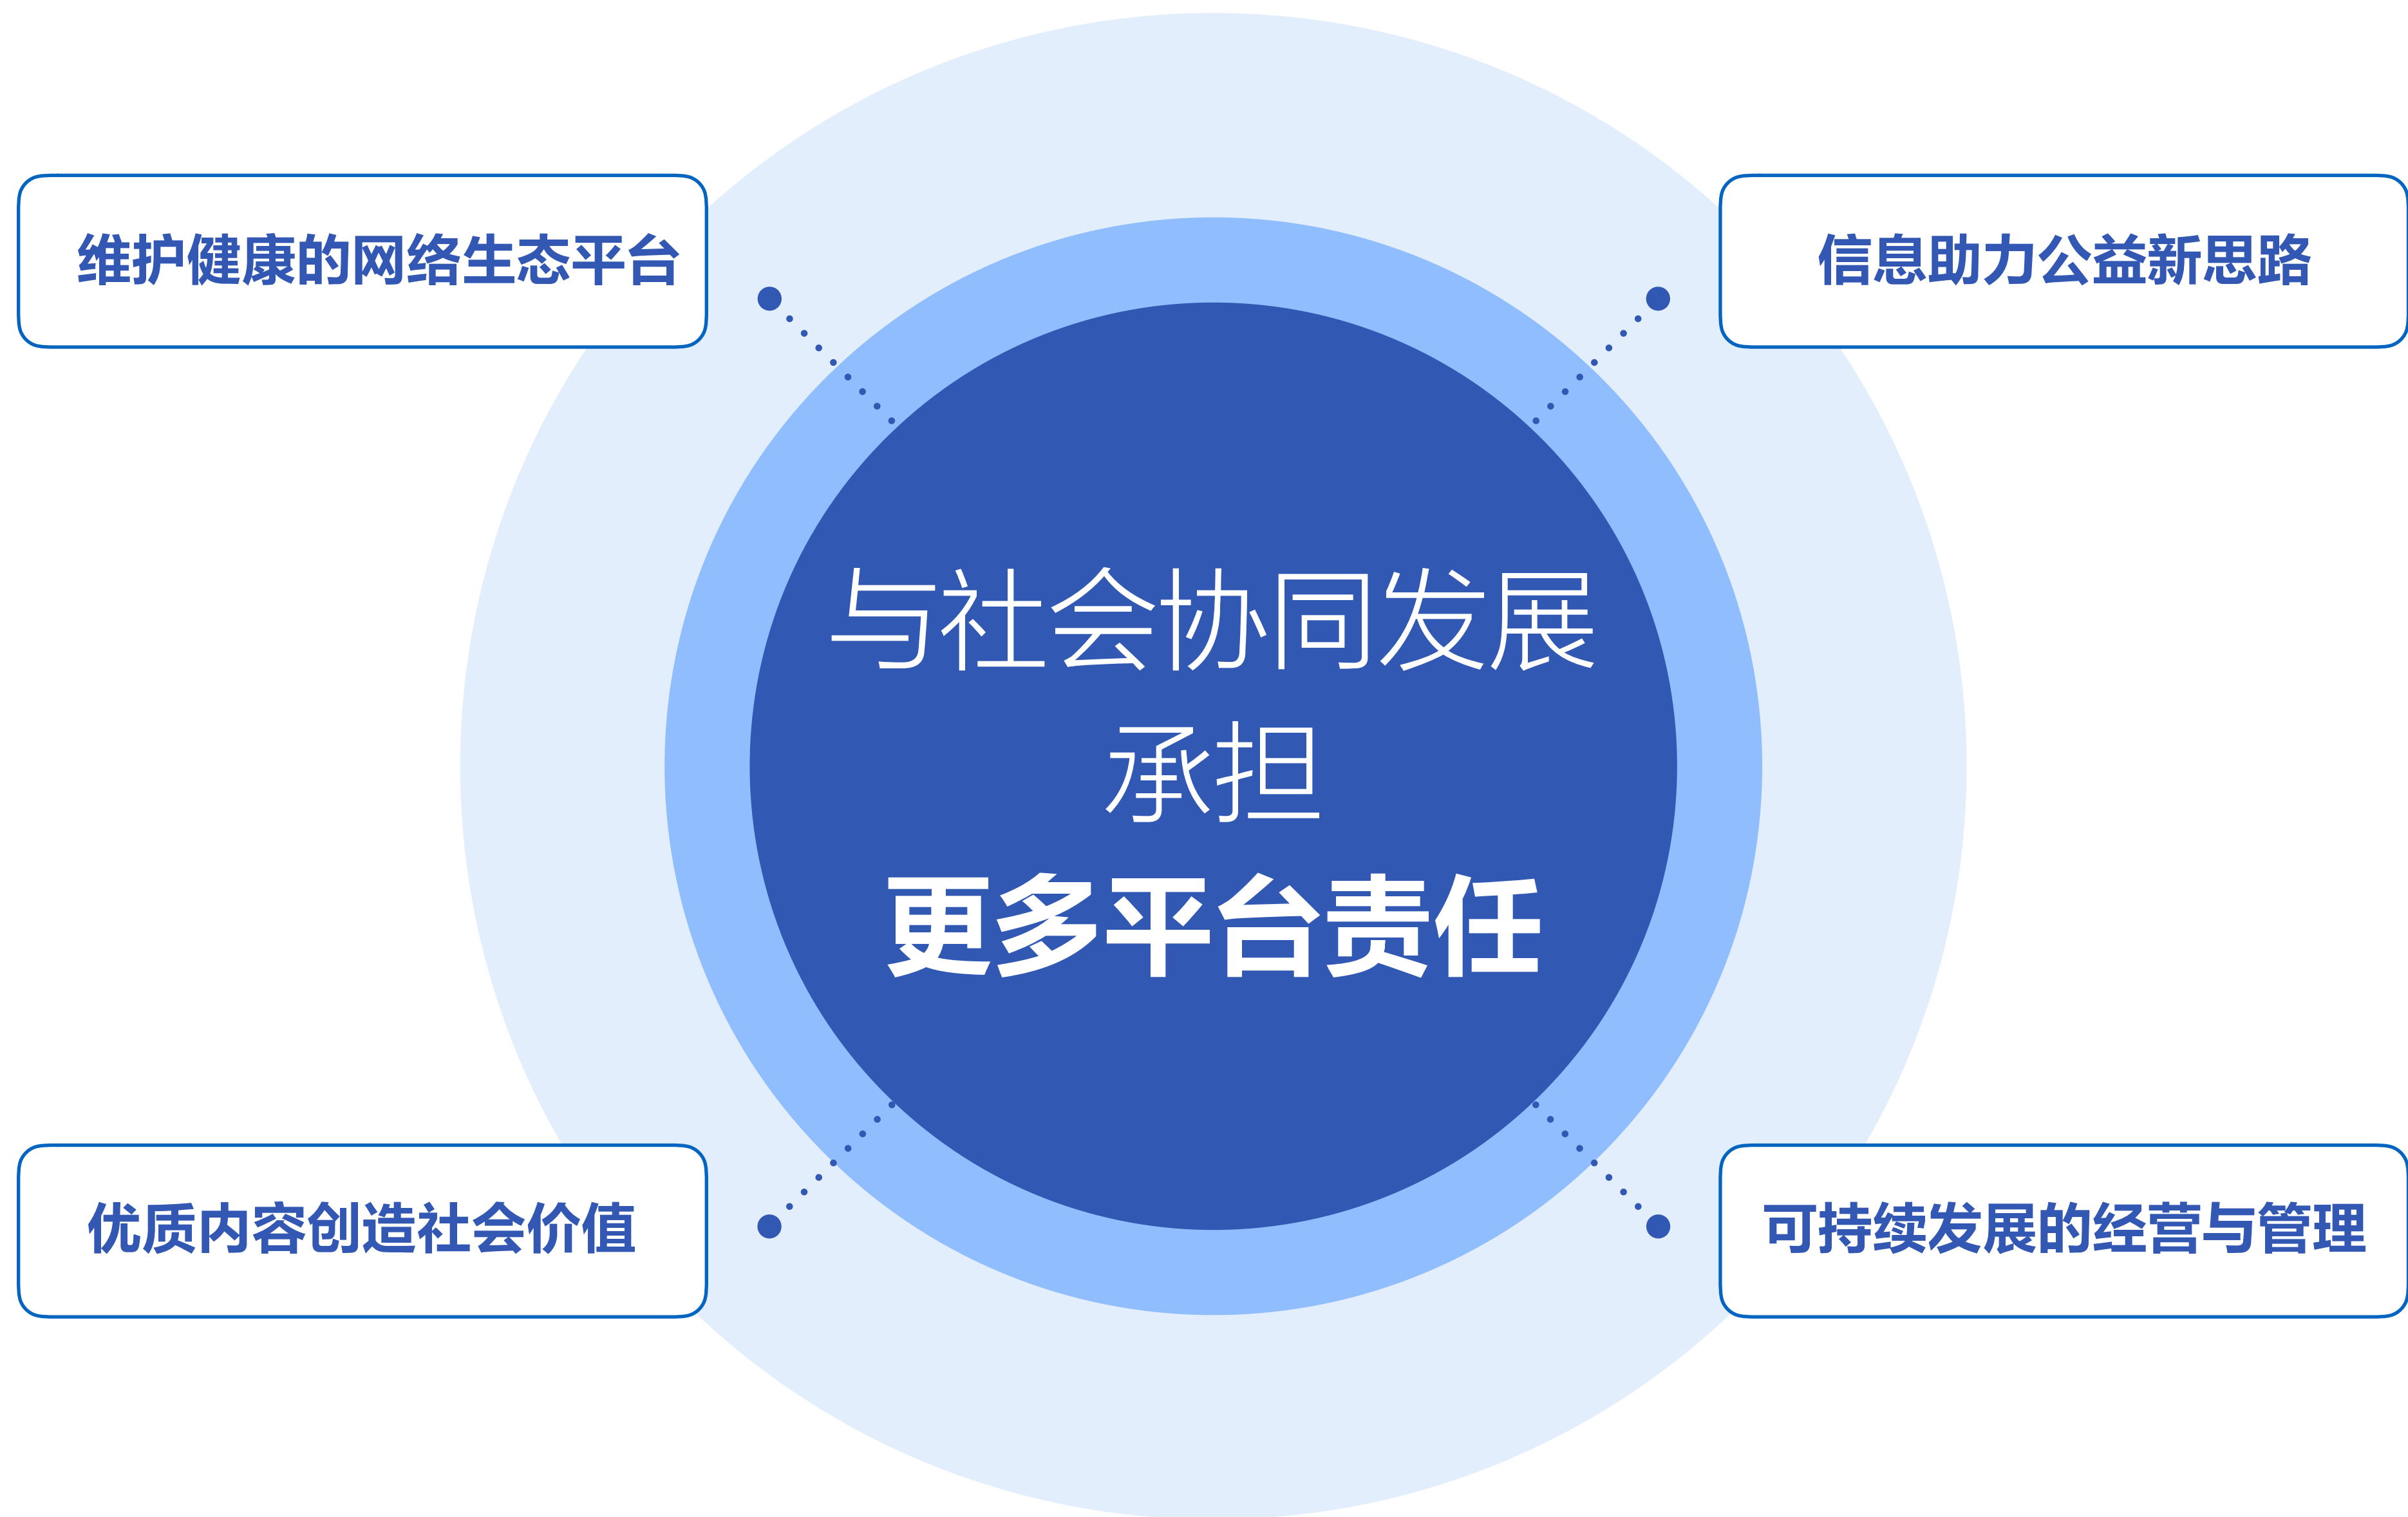 维护健康的网络生态平台
信息助力公益新思路
与社会协同发展
承担
更多平台责任
优质内容创造社会价值
可持续发展的经营与管理